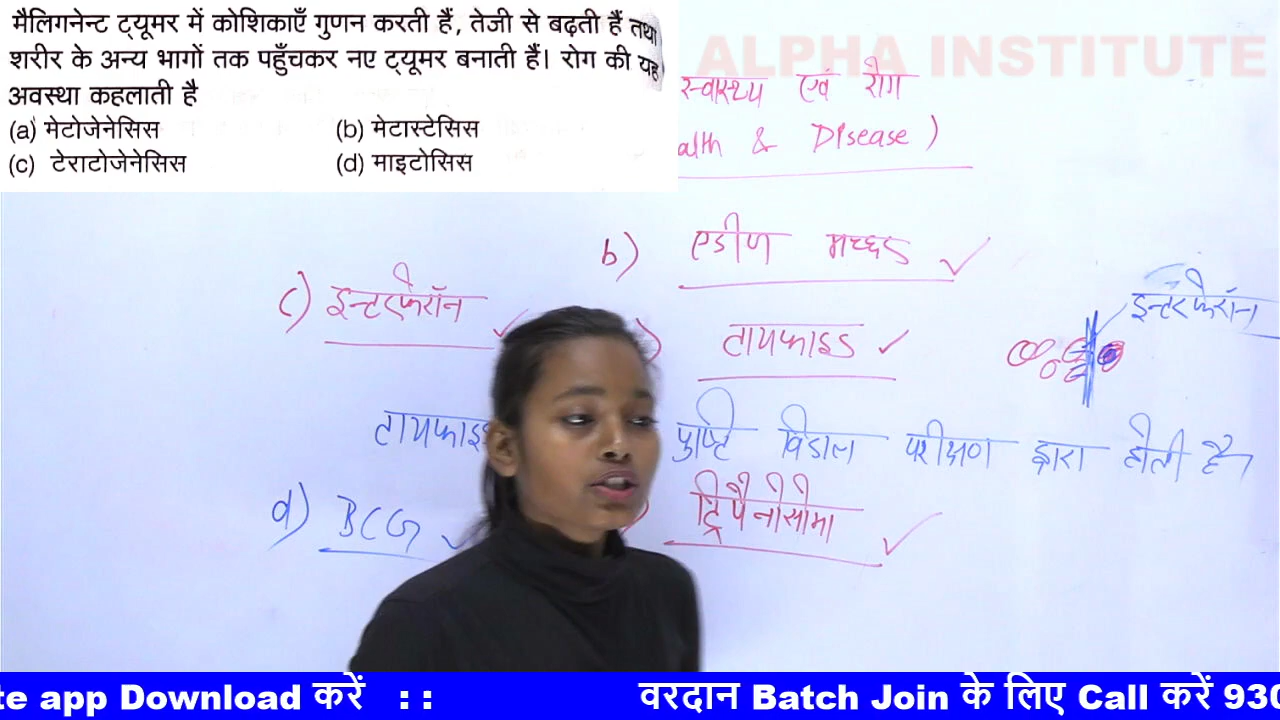 मैलिगनेन्ट ट्यूमर में कोशिकाएँ गुणन करती हैं, तेजी से बढ़ती हैं तथा
शरीर के अन्य भागों तक पहुँचकर नए ट्यूमर बनाती हैं। रोग की यह
अवस्था कहलाती है
(a) मेटोजेनेसिस (b) मेटास्टेसिस
(c) टेराटोजेनेसिस (d) माइटोसिस
ALPHA INSTITUTE
स्वास्थ्य एवं रोग
alth & Disease )
b) एडीज मच्छड
c) इन्टरफेरॉन
टायफाइड
इन्टरफेरॉन
टायफाइ पुष्टि विडाल परीक्षण द्वारा होती है
d) BCG
ट्रिपैनोसोमा
te app Download करें : : वरदान Batch Join के लिए Call करें 930